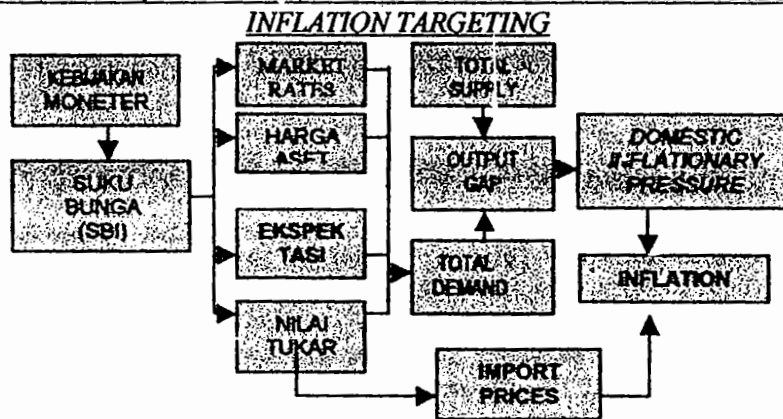 INFLATION TARGETING
KEBIJAKAN
MONETER
SUKU
BUNGA
(SBI)
MARKET
RATES
HARGA
ASET
EKSPEK
TASI
NILAI
TUKAR
TOTAL
SUPPLY
OUTPUT
GAP
TOTAL
DEMAND
DOMESTIC
INFLATIONARY
PRESSURE
INFLATION
IMPORT
PRICES